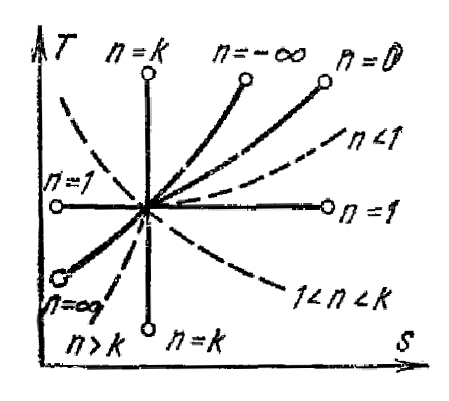 T
n=k
n=-∞
n=0
n<1
n=1
n=1
n=∞
1<n<k
n>k
n=k
s